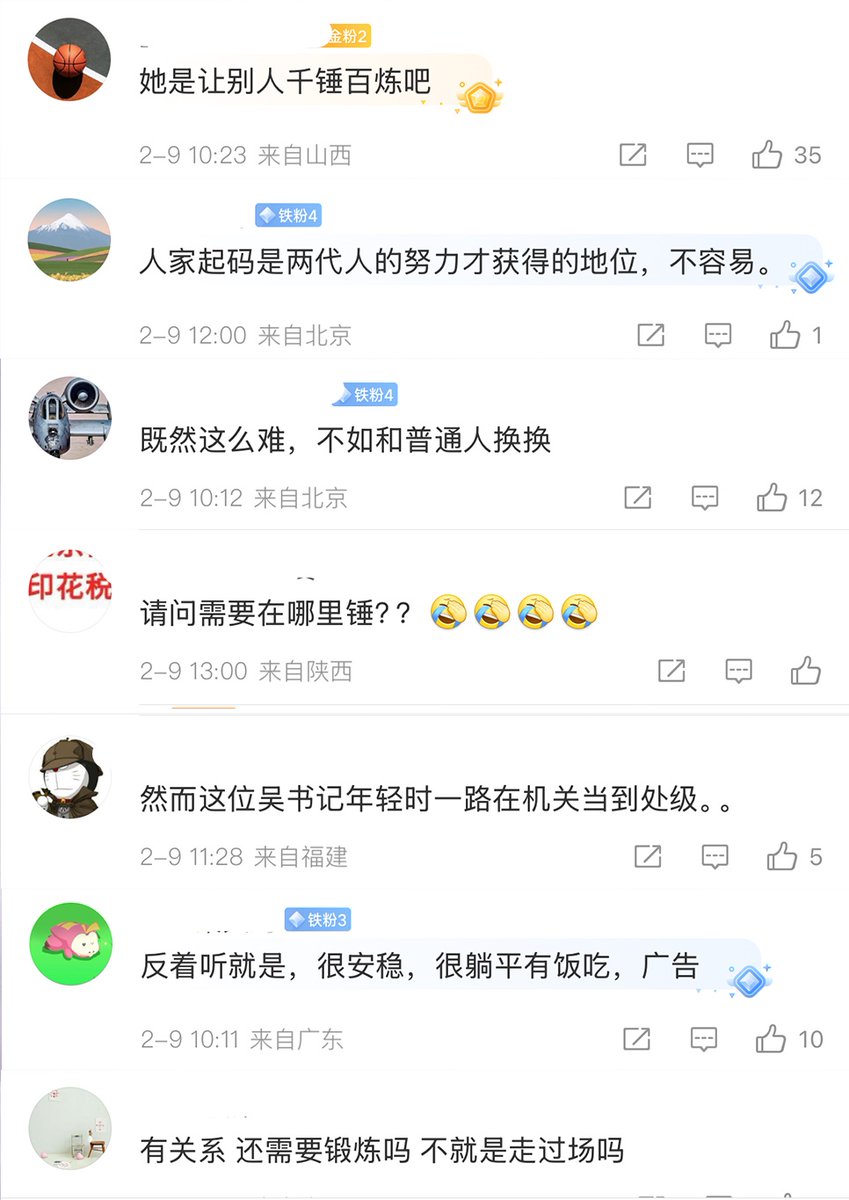 金粉2
她是让别人千锤百炼吧
2-9 10:23 来自山西
35
铁粉4
人家起码是两代人的努力才获得的地位，不容易。
2-9 12:00 来自北京
1
铁粉4
既然这么难，不如和普通人换换
2-9 10:12 来自北京
12
印花税
请问需要在哪里锤？？
2-9 13:00 来自陕西
然而这位吴书记年轻时一路在机关当到处级。。
2-9 11:28 来自福建
5
铁粉3
反着听就是，很安稳，很躺平有饭吃，广告
2-9 10:11 来自广东
10
有关系 还需要锻炼吗 不就是走过场吗